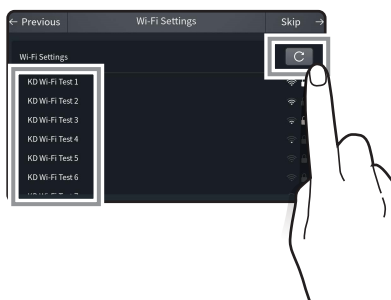 ← Previous Wi-Fi Settings Skip →
Wi-Fi Settings
KD Wi-Fi Test 1
KD Wi-Fi Test 2
KD Wi-Fi Test 3
KD Wi-Fi Test 4
KD Wi-Fi Test 5
KD Wi-Fi Test 6